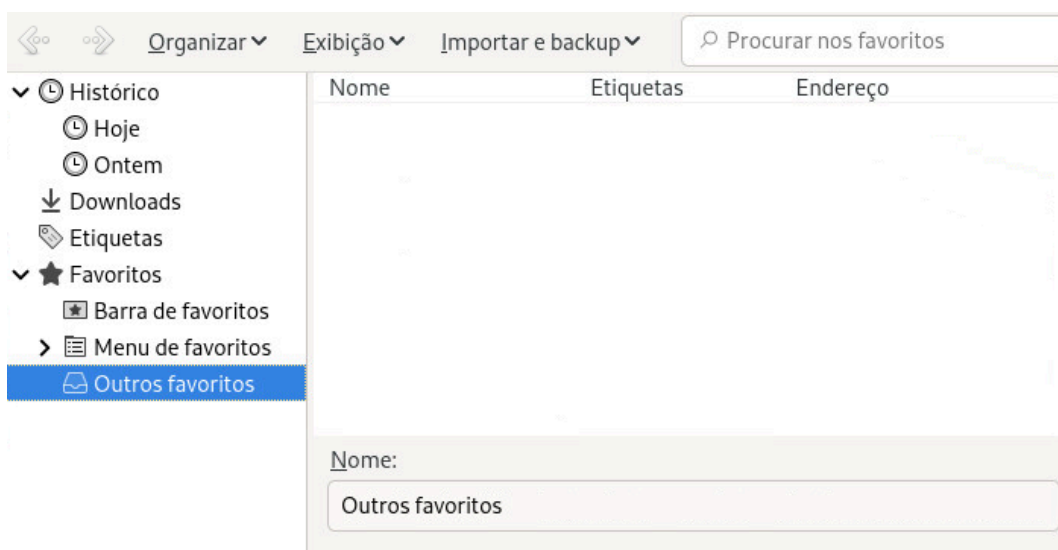 Organizar Exibição Importar e backup Procurar nos favoritos
Histórico
Hoje
Ontem
Downloads
Etiquetas
Favoritos
Barra de favoritos
Menu de favoritos
Outros favoritos
Nome Etiquetas Endereço
Nome:
Outros favoritos